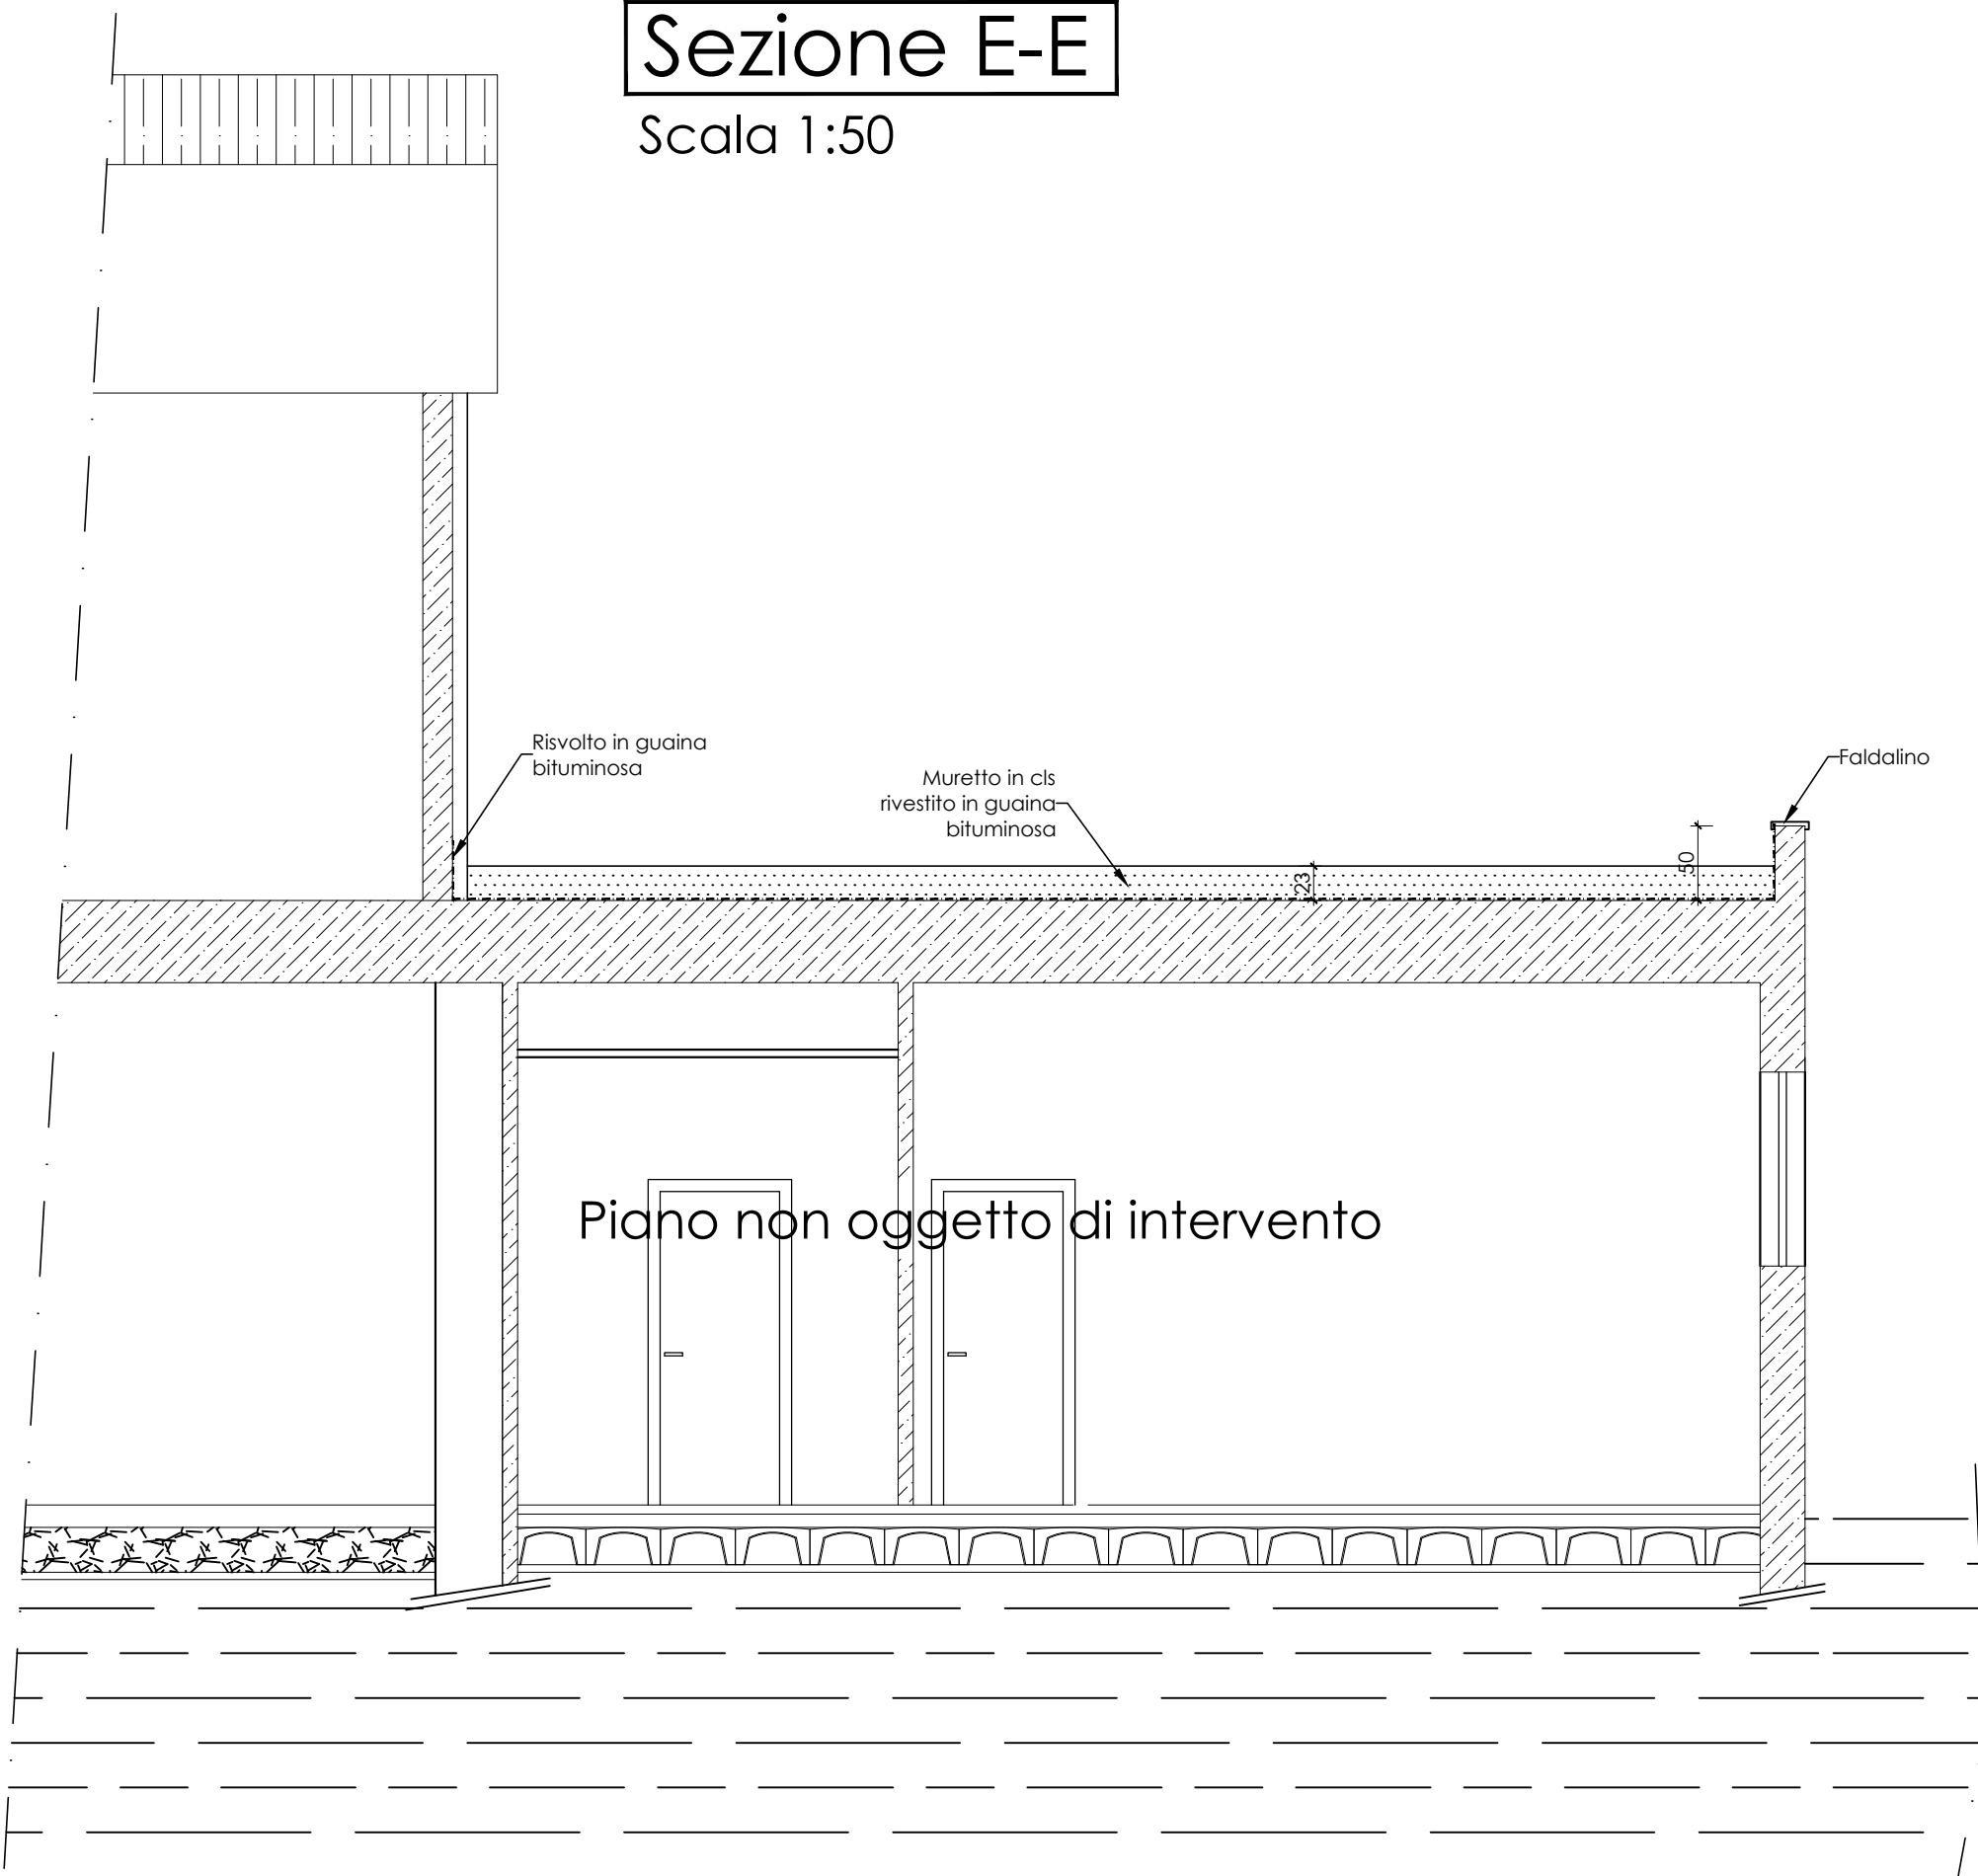 Sezione E-E
Scala 1:50
Risvolto in guaina
bituminosa
Muretto in cls
rivestito in guaina
bituminosa
Faldalino
23
50
Piano non oggetto di intervento